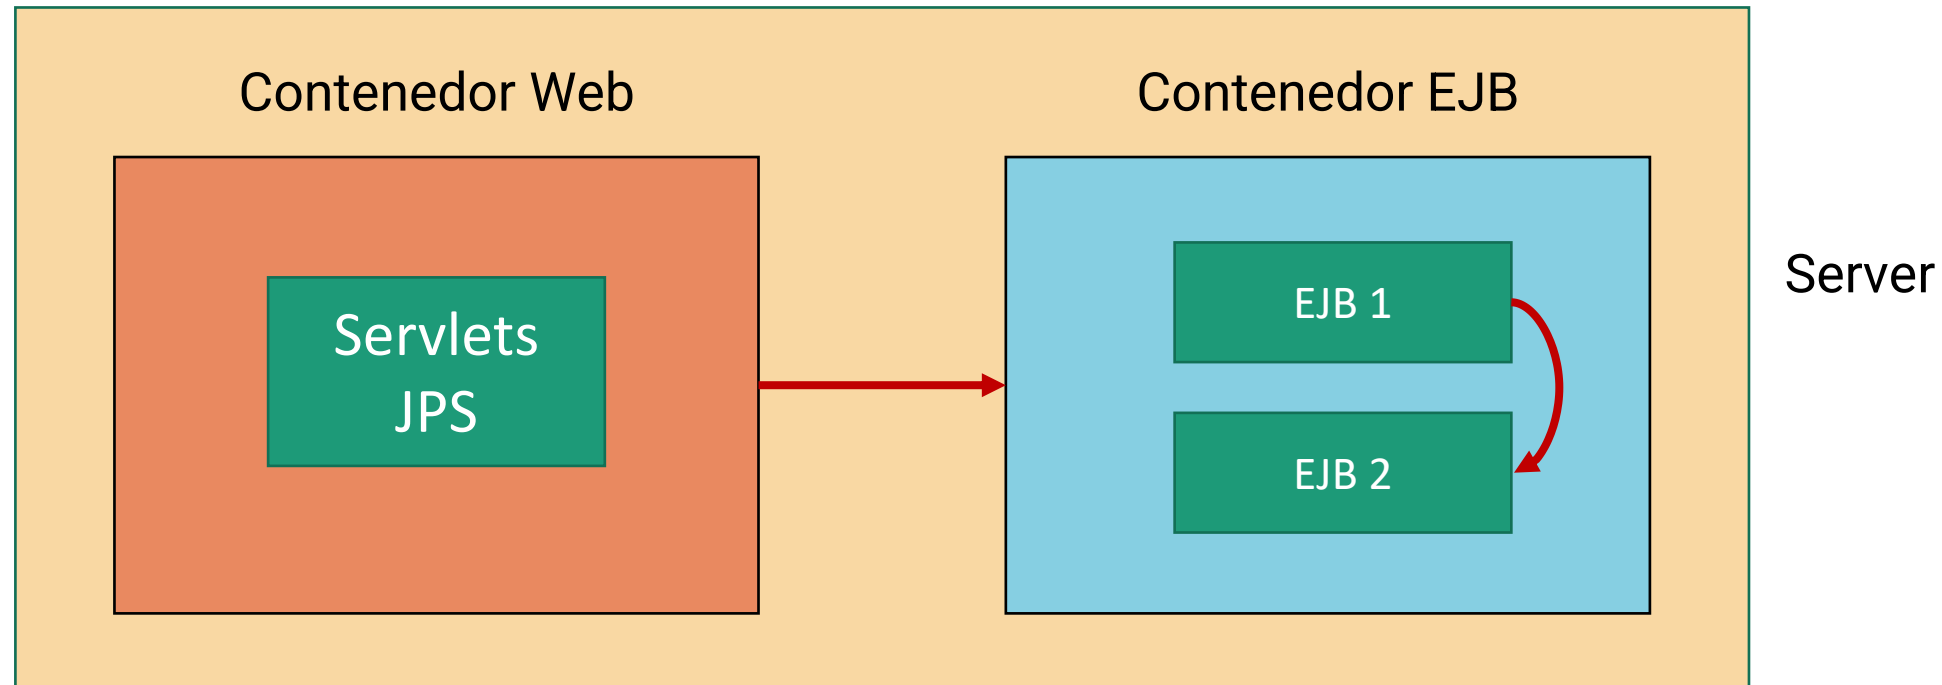 Contenedor Web
Contenedor EJB
Servlets
JPS
EJB 1
EJB 2
Server